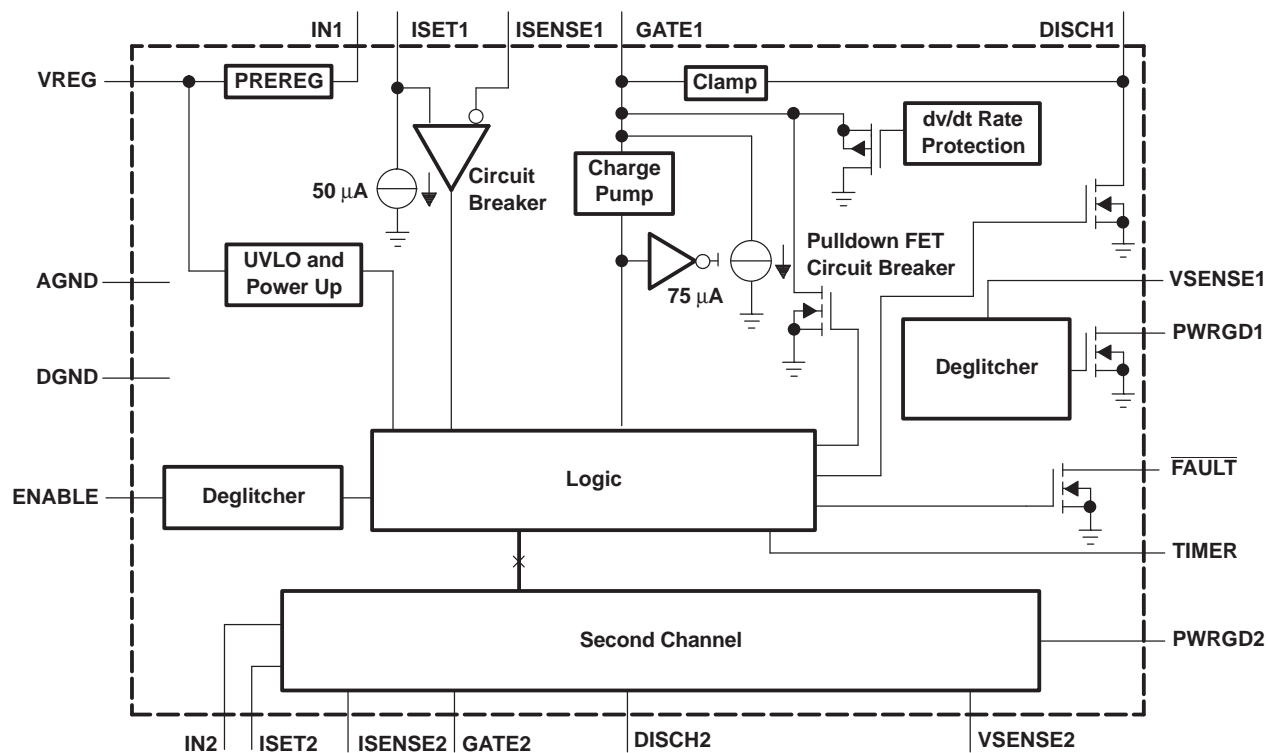 IN1
ISET1
ISENSE1
GATE1
DISCH1
VREG
PREREG
Clamp
dv/dt Rate
Protection
Circuit
Breaker
50 μA
Charge
Pump
UVLO and
Power Up
Pulldown FET
Circuit Breaker
75 μA
AGND
VSENSE1
PWRGD1
Deglitcher
DGND
Logic
FAULT
ENABLE
Deglitcher
TIMER
Second Channel
PWRGD2
IN2
ISET2
ISENSE2
GATE2
DISCH2
VSENSE2